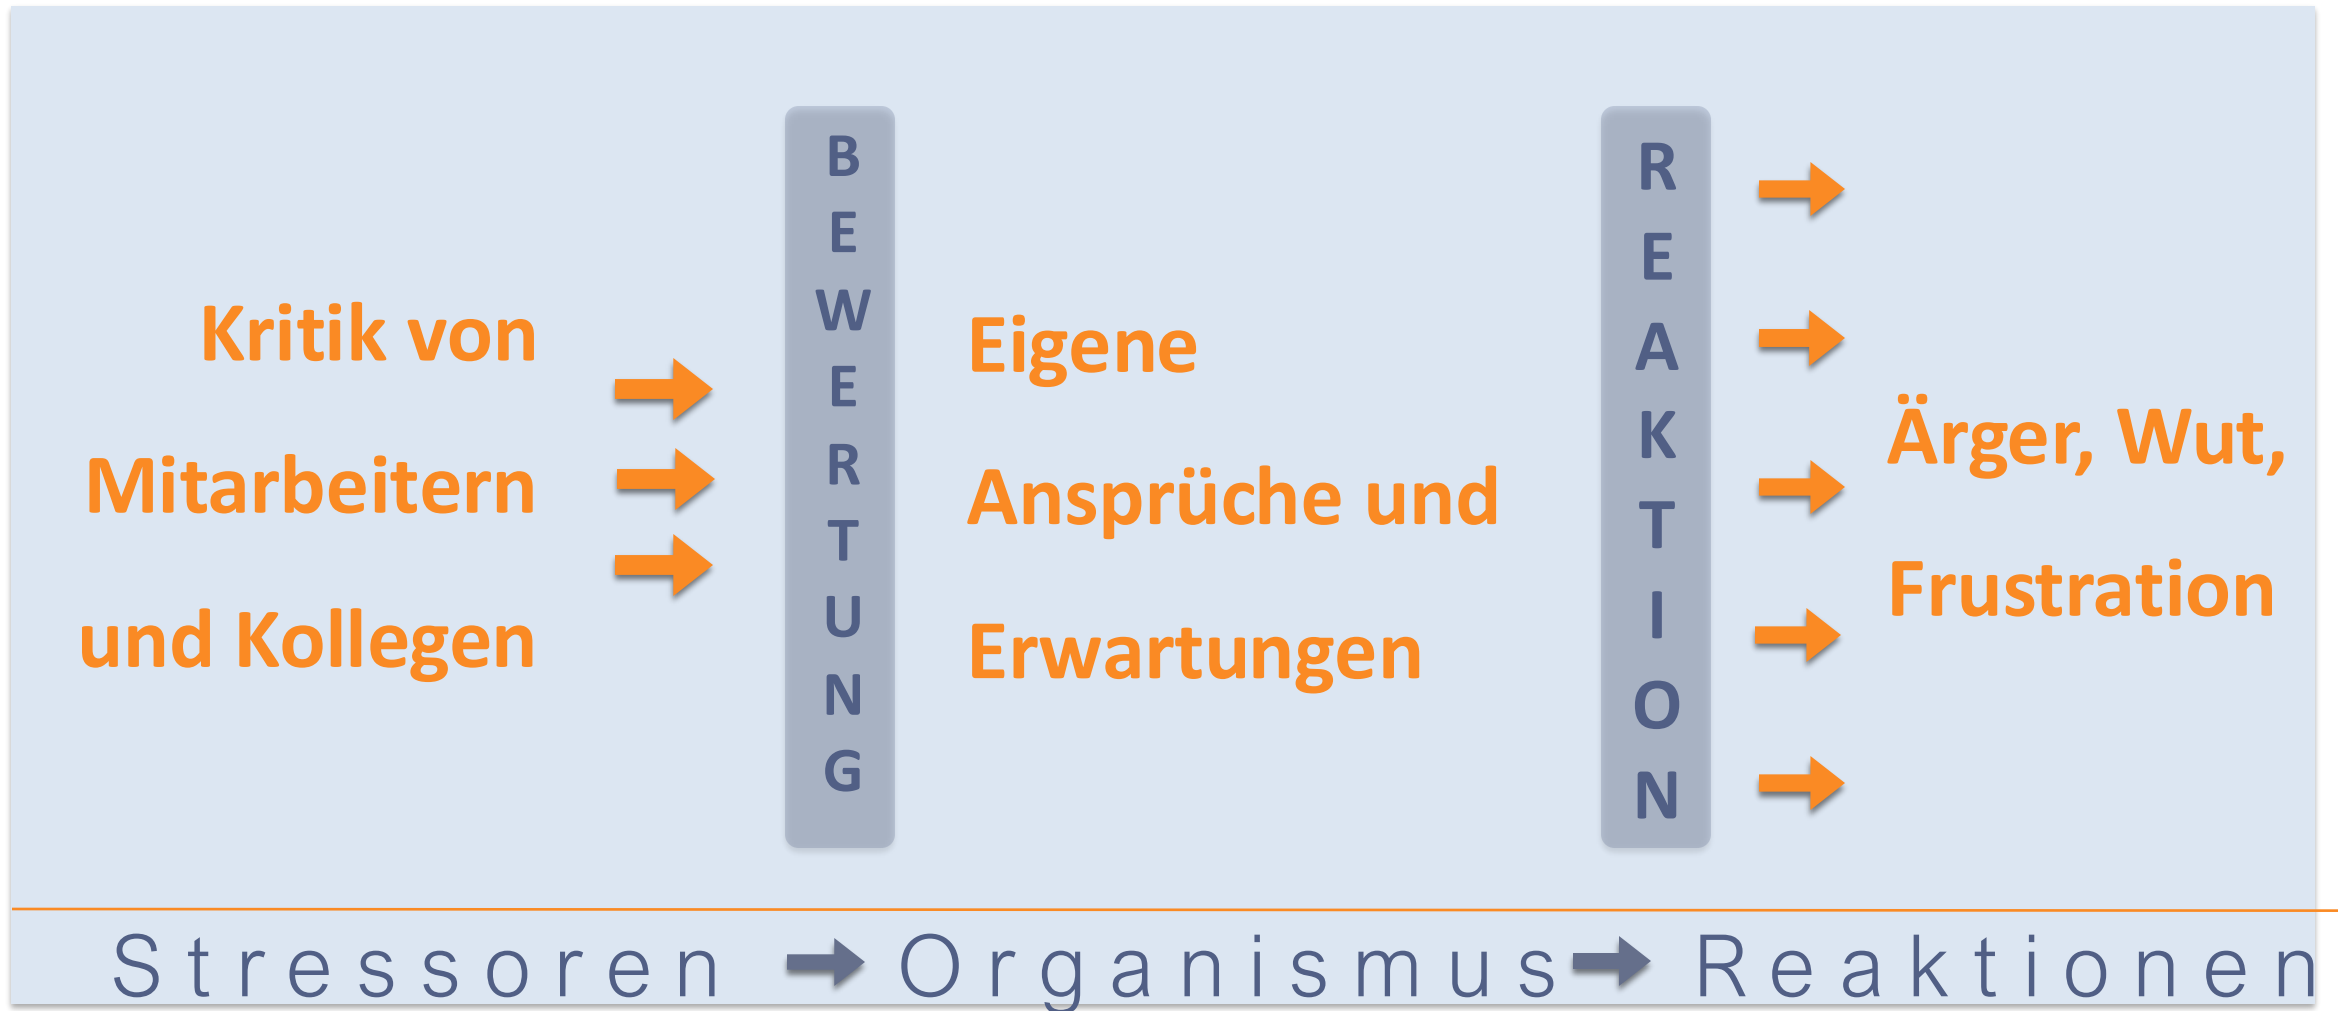 Kritik von
Mitarbeitern
und Kollegen
BEWERTUNG
Eigene
Ansprüche und
Erwartungen
REAKTION
Ärger, Wut,
Frustration
Stressoren Organismus Reaktionen